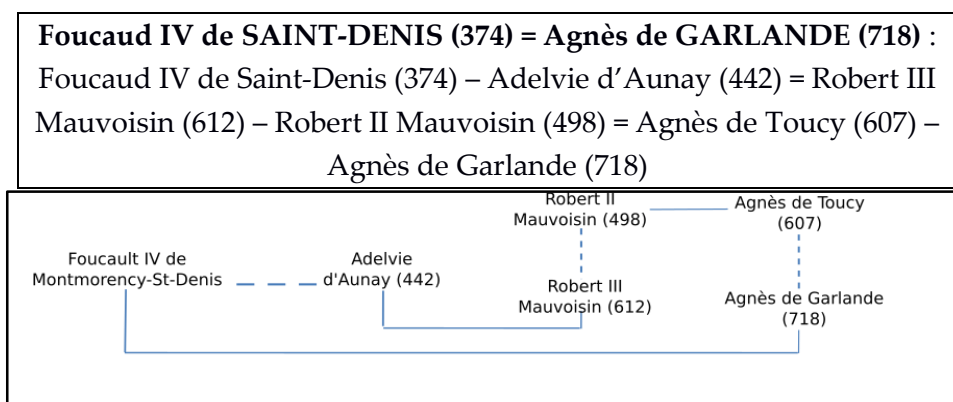 Foucaud IV de SAINT-DENIS (374) = Agnès de GARLANDE (718) :
Foucaud IV de Saint-Denis (374) – Adelvie d’Aunay (442) = Robert III
Mauvoisin (612) – Robert II Mauvoisin (498) = Agnès de Toucy (607) –
Agnès de Garlande (718)
Robert II
Mauvoisin (498)
Agnès de Toucy
(607)
Foucault IV de
Montmorency-St-Denis
Adelvie
d'Aunay (442)
Robert III
Mauvoisin (612)
Agnès de Garlande
(718)